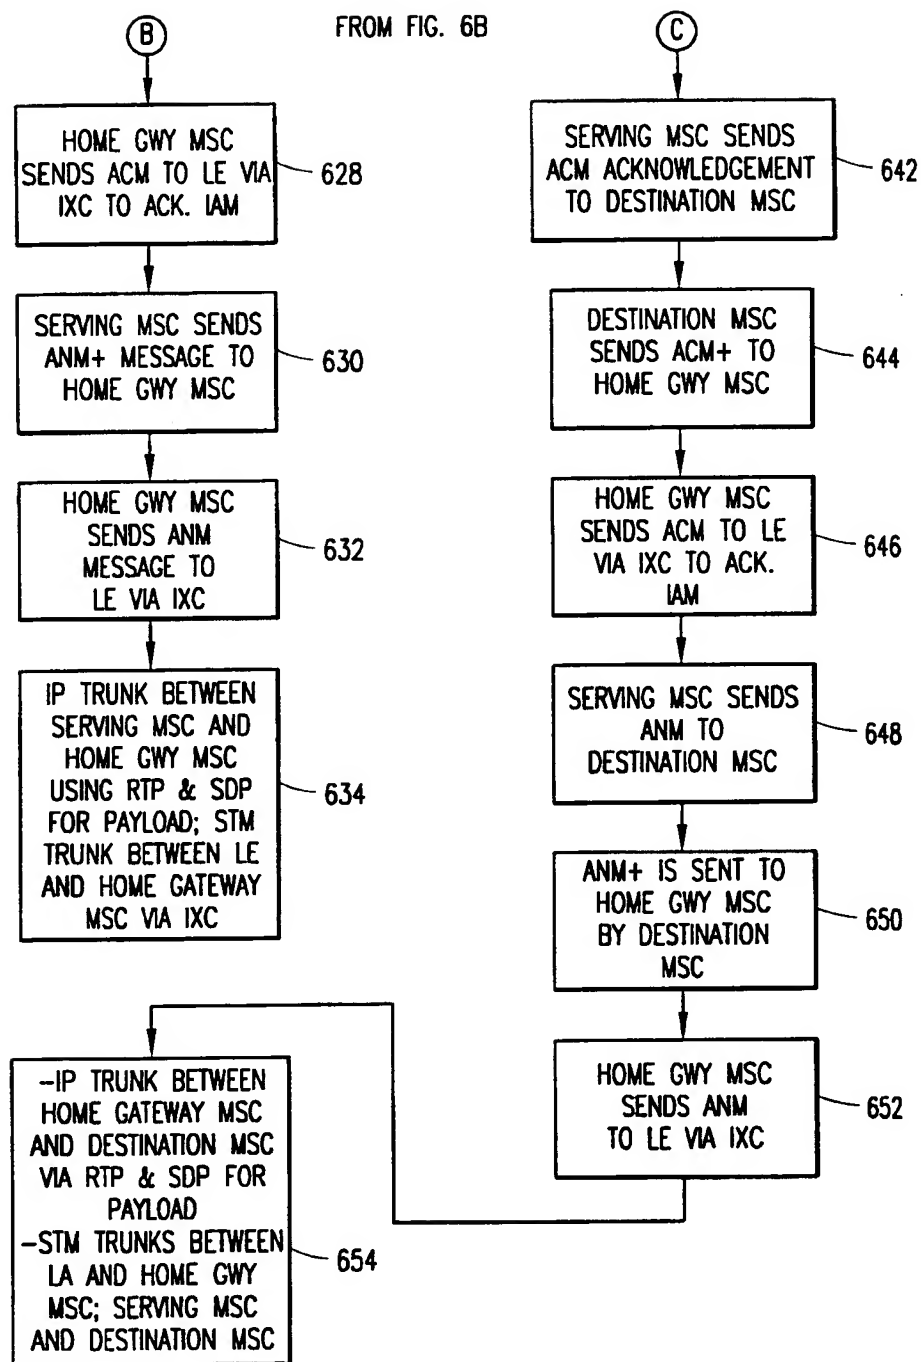 FROM FIG. 6B
B
HOME GWY MSC
SENDS ACM TO LE VIA
IXC TO ACK. IAM
628
SERVING MSC SENDS
ANM+ MESSAGE TO
HOME GWY MSC
630
HOME GWY MSC
SENDS ANM
MESSAGE TO
LE VIA IXC
632
IP TRUNK BETWEEN
SERVING MSC AND
HOME GWY MSC
USING RTP & SDP
FOR PAYLOAD; STM
TRUNK BETWEEN LE
AND HOME GATEWAY
MSC VIA IXC
634
C
SERVING MSC SENDS
ACM ACKNOWLEDGEMENT
TO DESTINATION MSC
642
DESTINATION MSC
SENDS ACM+ TO
HOME GWY MSC
644
HOME GWY MSC
SENDS ACM TO LE
VIA IXC TO ACK.
IAM
646
SERVING MSC SENDS
ANM TO
DESTINATION MSC
648
ANM+ IS SENT TO
HOME GWY MSC
BY DESTINATION
MSC
650
HOME GWY MSC
SENDS ANM
TO LE VIA IXC
652
-IP TRUNK BETWEEN
HOME GATEWAY MSC
AND DESTINATION MSC
VIA RTP & SDP FOR
PAYLOAD
-STM TRUNKS BETWEEN
LA AND HOME GWY
MSC; SERVING MSC
AND DESTINATION MSC
654